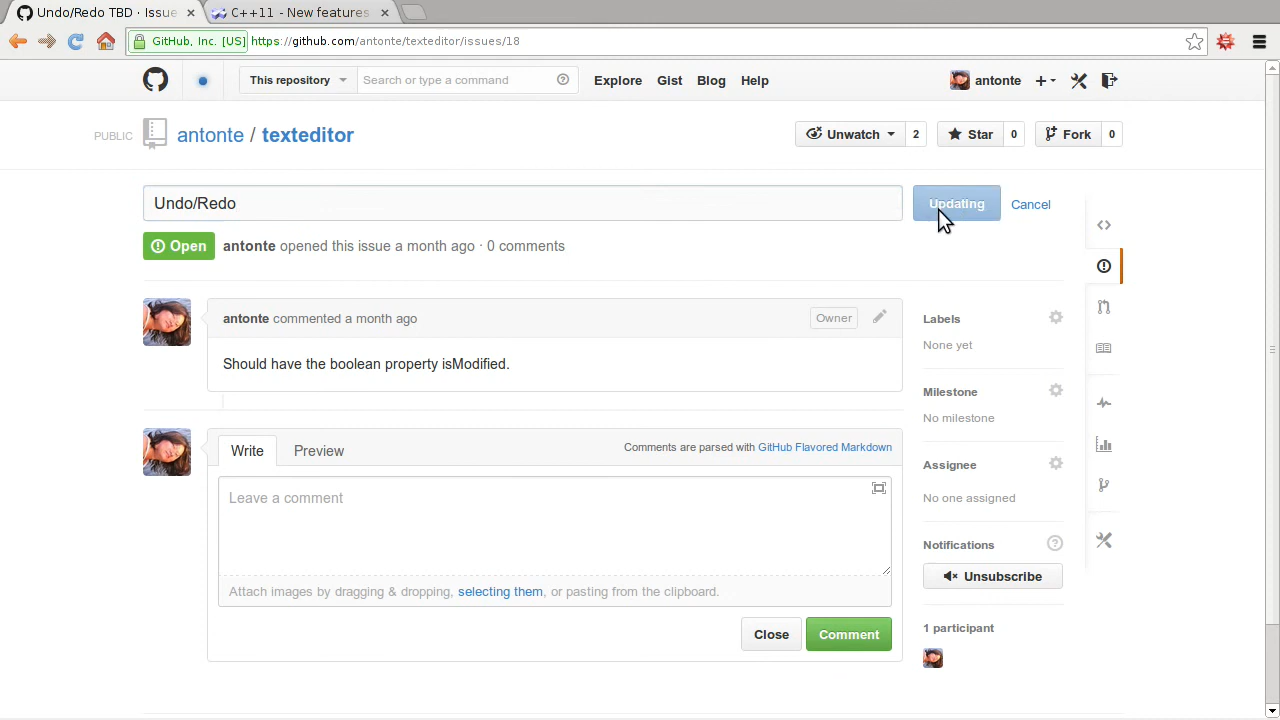 Undo/Redo TBD · Issue
C++11 - New features
GitHub, Inc. [US] https://github.com/antonte/texteditor/issues/18
This repository Search or type a command Explore Gist Blog Help antonte
PUBLIC antonte / texteditor Unwatch 2 Star 0 Fork 0
Undo/Redo Updating Cancel
Open antonte opened this issue a month ago · 0 comments
antonte commented a month ago Owner
Should have the boolean property isModified.
Labels
None yet
Milestone
No milestone
Write Preview Comments are parsed with GitHub Flavored Markdown
Leave a comment
Assignee
No one assigned
Notifications
Unsubscribe
Attach images by dragging & dropping, selecting them, or pasting from the clipboard.
Close Comment
1 participant